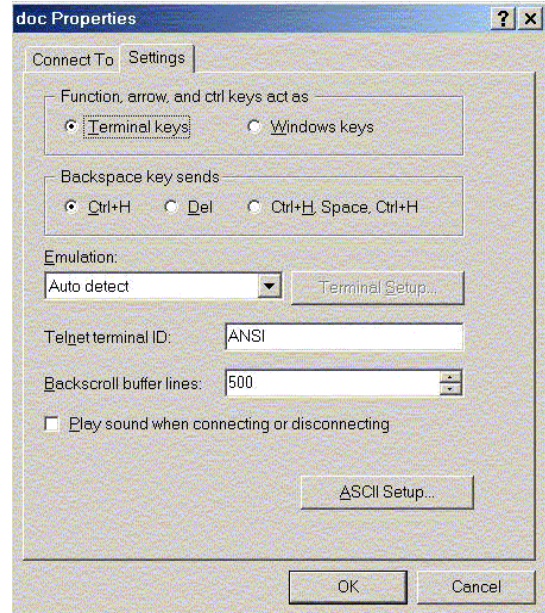 doc Properties
Connect To Settings
Function, arrow, and ctrl keys act as
Terminal keys Windows keys
Backspace key sends
Ctrl+H Del Ctrl+H, Space, Ctrl+H
Emulation:
Auto detect Terminal Setup...
Telnet terminal ID: ANSI
Backscroll buffer lines: 500
Play sound when connecting or disconnecting
ASCII Setup...
OK Cancel